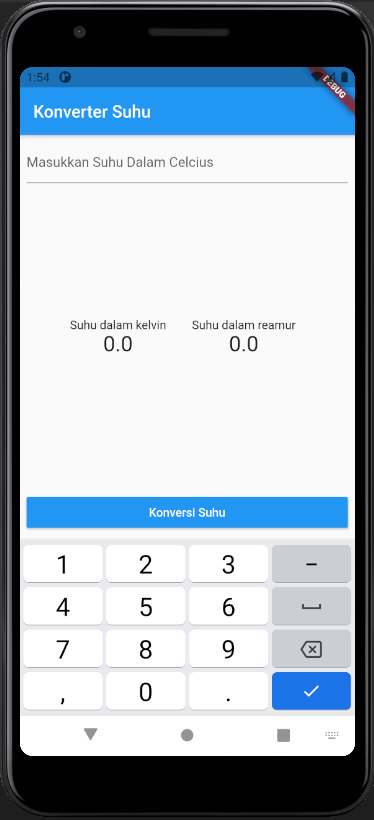 1:54
DEBUG
Konverter Suhu
Masukkan Suhu Dalam Celcius
Suhu dalam kelvin Suhu dalam reamur
0.0 0.0
Konversi Suhu
1 2 3 –
4 5 6
7 8 9
, 0 .